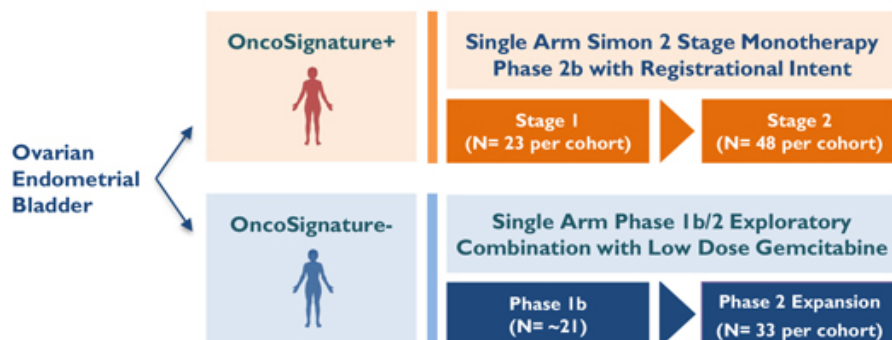 Ovarian
Endometrial
Bladder
OncoSignature+
Single Arm Simon 2 Stage Monotherapy
Phase 2b with Registrational Intent
Stage 1
(N= 23 per cohort)
Stage 2
(N= 48 per cohort)
OncoSignature-
Single Arm Phase 1b/2 Exploratory
Combination with Low Dose Gemcitabine
Phase 1b
(N= ~21)
Phase 2 Expansion
(N= 33 per cohort)